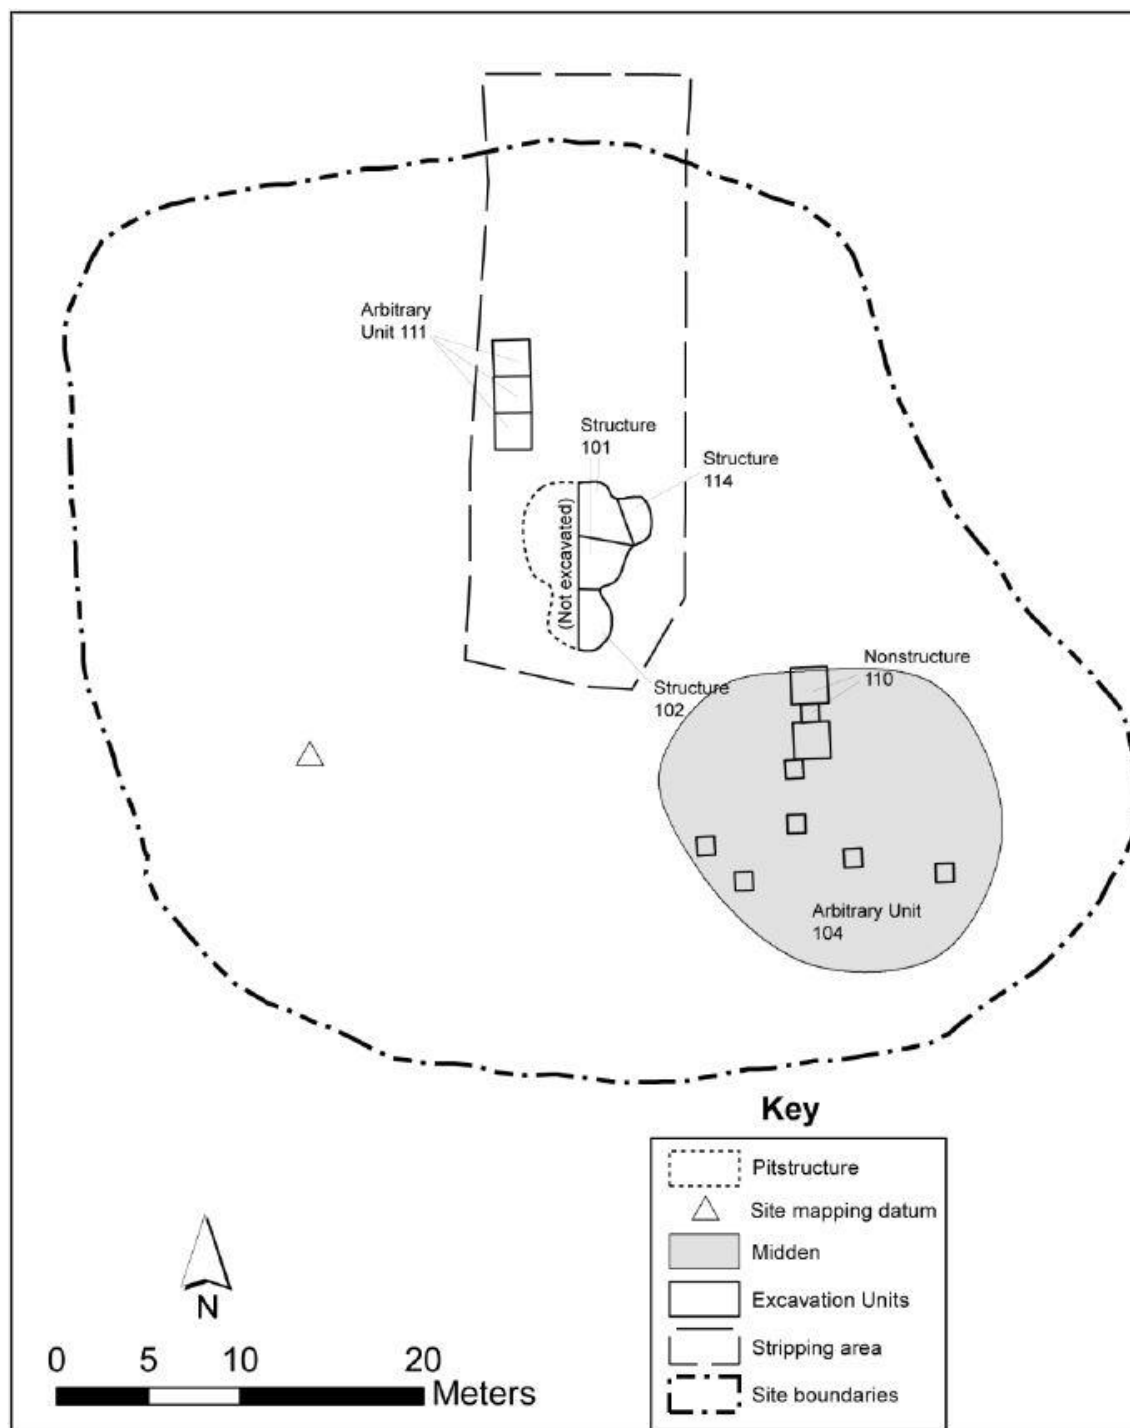 Arbitrary
Unit 111
Structure
101
Structure
114
(Not excavated)
Structure
102
Nonstructure
110
Arbitrary Unit
104
Key
Pitstructure
Site mapping datum
Midden
Excavation Units
Stripping area
Site boundaries
N
0 5 10 20
Meters